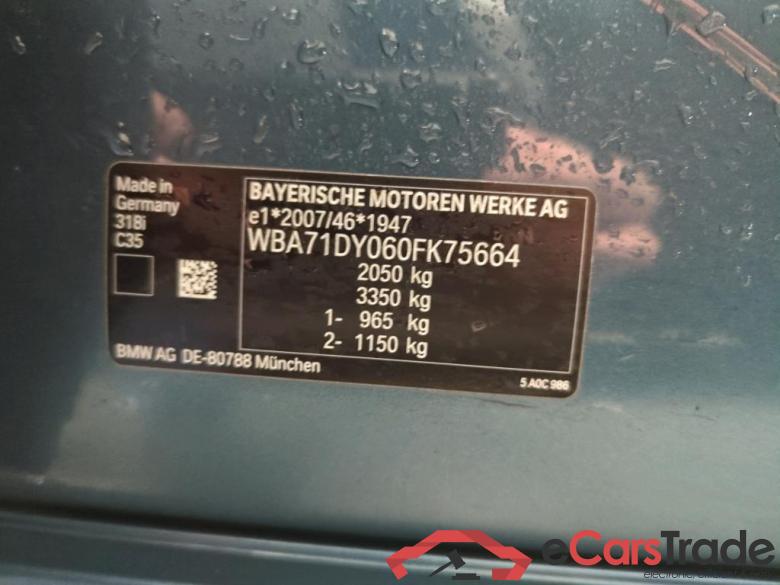 Made in
Germany
318i
C35
BAYERISCHE MOTOREN WERKE AG
e1*2007/46*1947
WBA71DY060FK75664
2050 kg
3350 kg
1- 965 kg
2- 1150 kg
BMW AG DE-80788 München
5 A0C 986
eCarsTrade